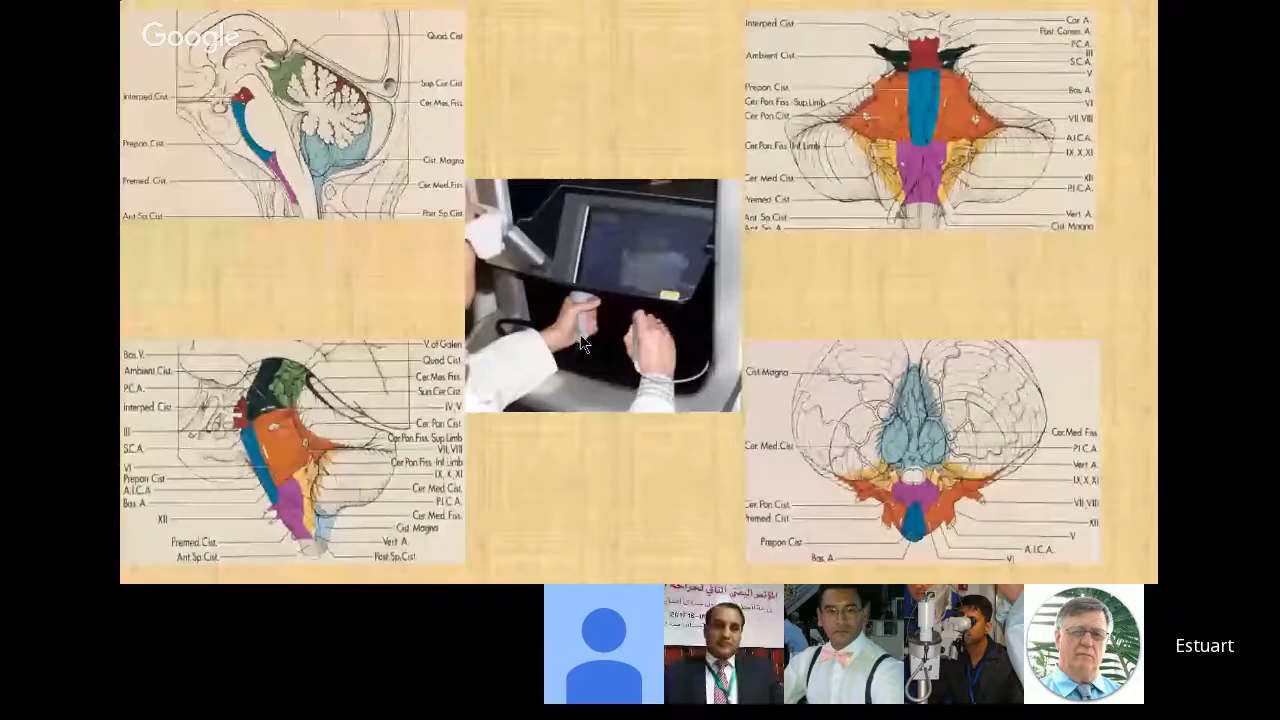 Google
Quad. Cist
Sup Cer Cist
Interped. Cist.
Cer. Mes. Fiss
Prepon. Cist
Cist. Magna
Premed. Cist.
Cer. Med. Fiss
Ant Sp. Cist
Post Sp. Cist
Interped Cist
Car A.
Post Comm. A.
P.C.A.
III
Ambient Cist
S.C.A.
V
Prepon. Cist.
Bas. A.
Cer Pon. Fiss - Sup. Limb
VI
Cer Pon. Cist.
VII. VIII
A.I.C.A.
Cer Pon. Fiss Inf. Limb
IX, X, XI
Cer Med Cist
XII
P.I.C.A.
Premed Cist
Ant Sp. Cist
Vert A.
Ant Sp. A
Cist Magna
Bas. V.
V. of Galen
Quad Cist
Ambient Cist.
Cer. Mes. Fiss
P.C.A.
Sup Cer Cist
Interped Cist
IV, V
Cer. Pon Cist.
III
Cer. Pon. Fiss Sup. Limb
S.C.A.
VII, VIII
Cer Pon. Fiss - Inf. Limb
VI
IX, X, XI
Prepon Cist
Cer Med Cist.
A.I.C.A
P.I.C.A.
Bas. A.
Cer. Med. Fiss
XII
Cist Magna
Premed. Cist.
Vert A.
Ant Sp. Cist.
Post Sp. Cist
Cist Magna
Cer. Med Fiss
Cer. Med. Cist
P.I.C.A
Vert A.
IX, X, XI
Cer. Pon. Cist
VII, VIII
Premed. Cist
XII
Prepon Cist
V
A.I.C.A.
Bas. A.
VI
Estuart